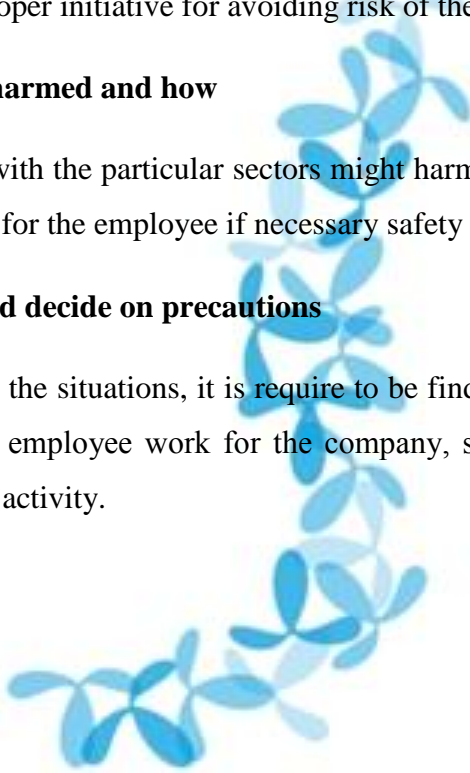 oper initiative for avoiding risk of the
harmed and how
with the particular sectors might harm
for the employee if necessary safety
d decide on precautions
the situations, it is require to be find
employee work for the company, s
activity.